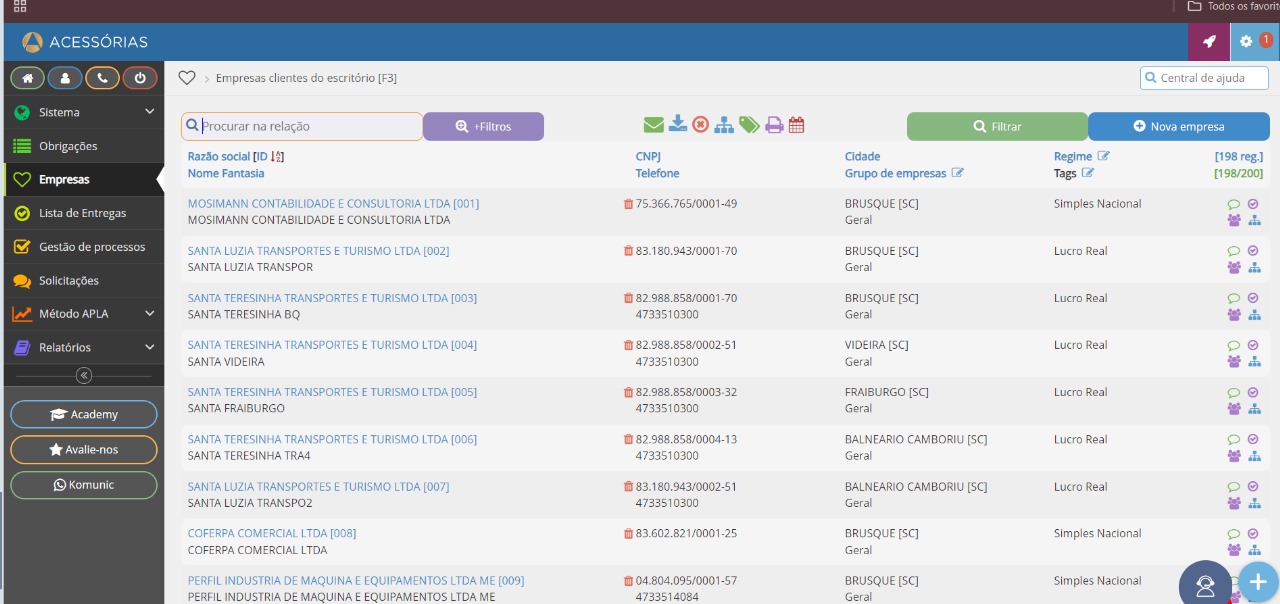 Todos os favorit
ACESSÓRIAS
1
Empresas clientes do escritório [F3]
Central de ajuda
Sistema
Obrigações
Empresas
Lista de Entregas
Gestão de processos
Solicitações
Método APLA
Relatórios
Academy
Avalie-nos
Komunic
Procurar na relação
+Filtros
Filtrar
Nova empresa
Razão social [ID]
CNPJ
Cidade
Regime
[198 reg.]
Nome Fantasia
Telefone
Grupo de empresas
Tags
[198/200]
MOSIMANN CONTABILIDADE E CONSULTORIA LTDA [001]
75.366.765/0001-49
BRUSQUE [SC]
Simples Nacional
MOSIMANN CONTABILIDADE E CONSULTORIA LTDA
Geral
SANTA LUZIA TRANSPORTES E TURISMO LTDA [002]
83.180.943/0001-70
BRUSQUE [SC]
Lucro Real
SANTA LUZIA TRANSPOR
Geral
SANTA TERESINHA TRANSPORTES E TURISMO LTDA [003]
82.988.858/0001-70
BRUSQUE [SC]
Lucro Real
SANTA TERESINHA BQ
4733510300
Geral
SANTA TERESINHA TRANSPORTES E TURISMO LTDA [004]
82.988.858/0002-51
VIDEIRA [SC]
Lucro Real
SANTA VIDEIRA
4733510300
Geral
SANTA TERESINHA TRANSPORTES E TURISMO LTDA [005]
82.988.858/0003-32
FRAIBURGO [SC]
Lucro Real
SANTA FRAIBURGO
4733510300
Geral
SANTA TERESINHA TRANSPORTES E TURISMO LTDA [006]
82.988.858/0004-13
BALNEARIO CAMBORIU [SC]
Lucro Real
SANTA TERESINHA TRA4
4733510300
Geral
SANTA LUZIA TRANSPORTES E TURISMO LTDA [007]
83.180.943/0002-51
BALNEARIO CAMBORIU [SC]
Lucro Real
SANTA LUZIA TRANSPO2
4733510300
Geral
COFERPA COMERCIAL LTDA [008]
83.602.821/0001-25
BRUSQUE [SC]
Simples Nacional
COFERPA COMERCIAL LTDA
Geral
PERFIL INDUSTRIA DE MAQUINA E EQUIPAMENTOS LTDA ME [009]
04.804.095/0001-57
BRUSQUE [SC]
Simples Nacional
PERFIL INDUSTRIA DE MAQUINA E EQUIPAMENTOS LTDA ME
4733514084
Geral